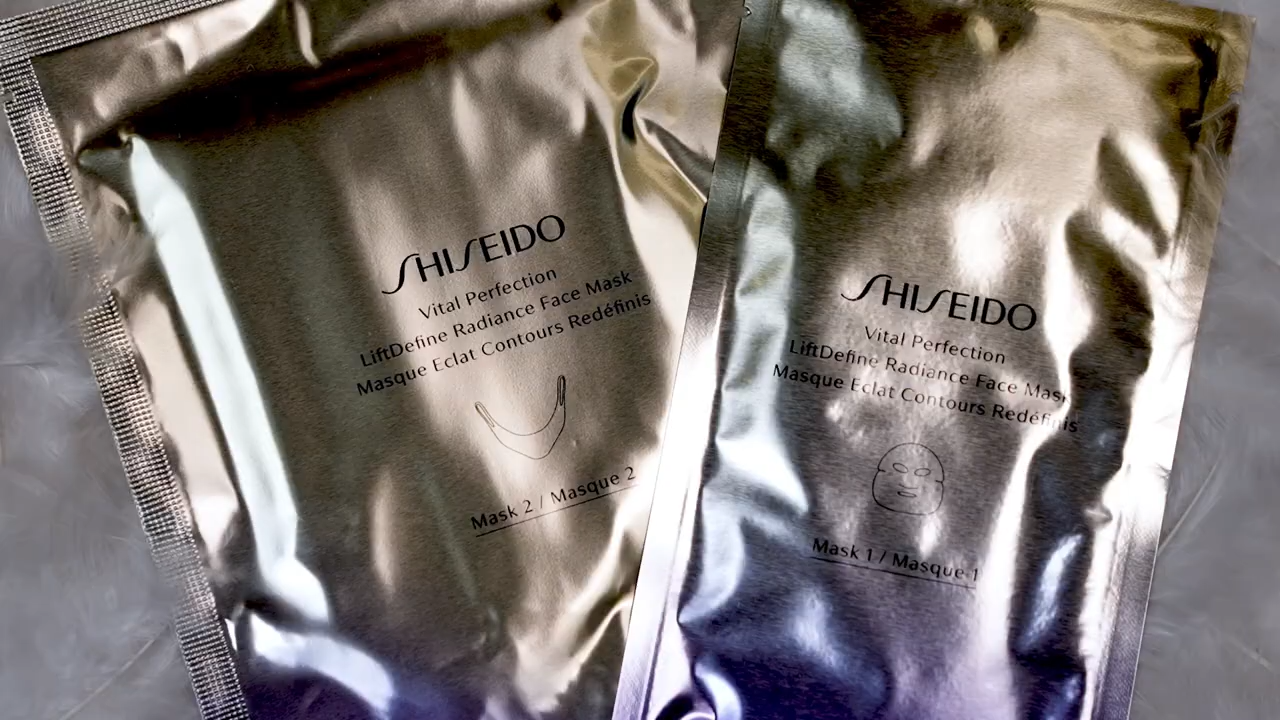 SHISEIDO
Vital Perfection
LiftDefine Radiance Face Mask
Masque Eclat Contours Redéfinis
Mask 2 / Masque 2
SHISEIDO
Vital Perfection
LiftDefine Radiance Face Mask
Masque Eclat Contours Redéfinis
Mask 1 / Masque 1